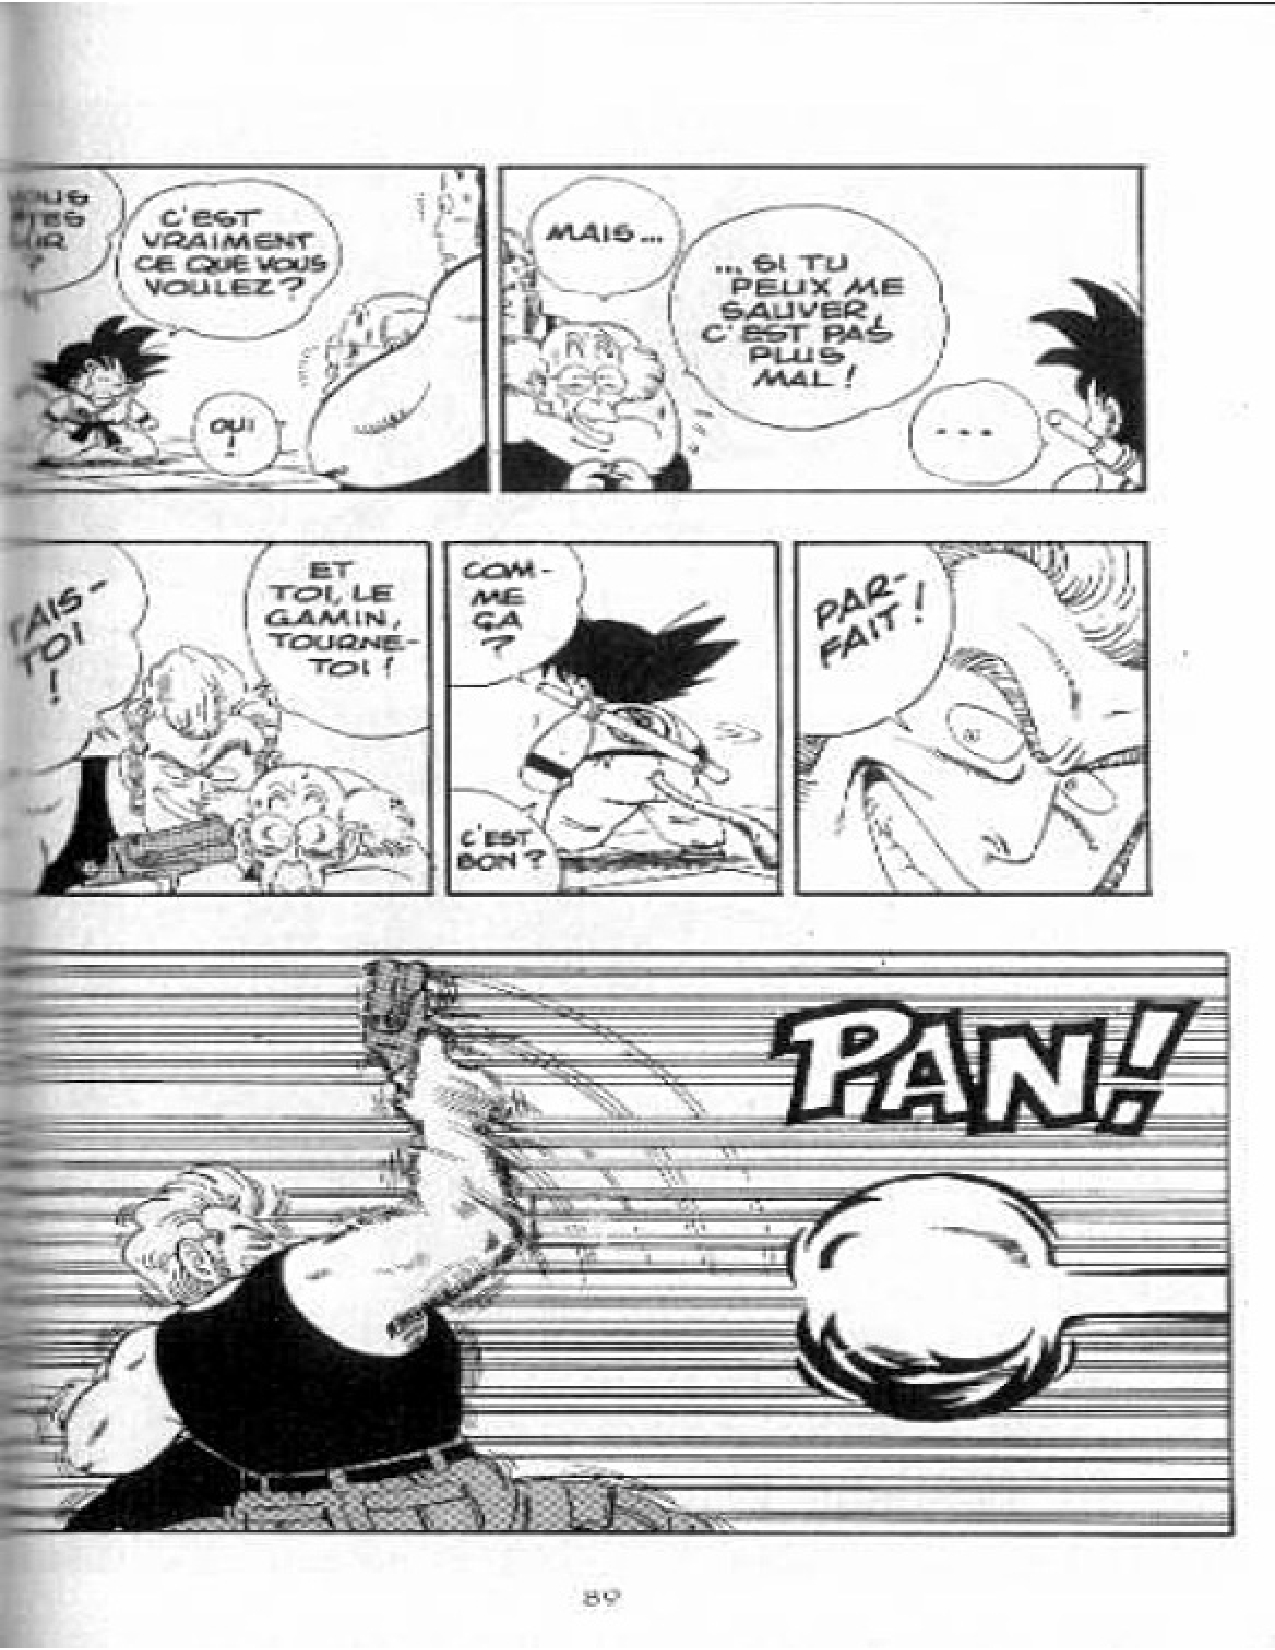 C'EST
VRAIMENT
CE QUE VOUS
VOULEZ?
OUI
!
MAIS...
... SI TU
PEUX ME
SAUVER,
C'EST PAS
PLUS
MAL!
...
TAIS-
TOI
!
ET
TOI, LE
GAMIN,
TOURNE-
TOI!
COM-
ME
ÇA
?
C'EST
BON?
PAR-
FAIT!
PAN!
89